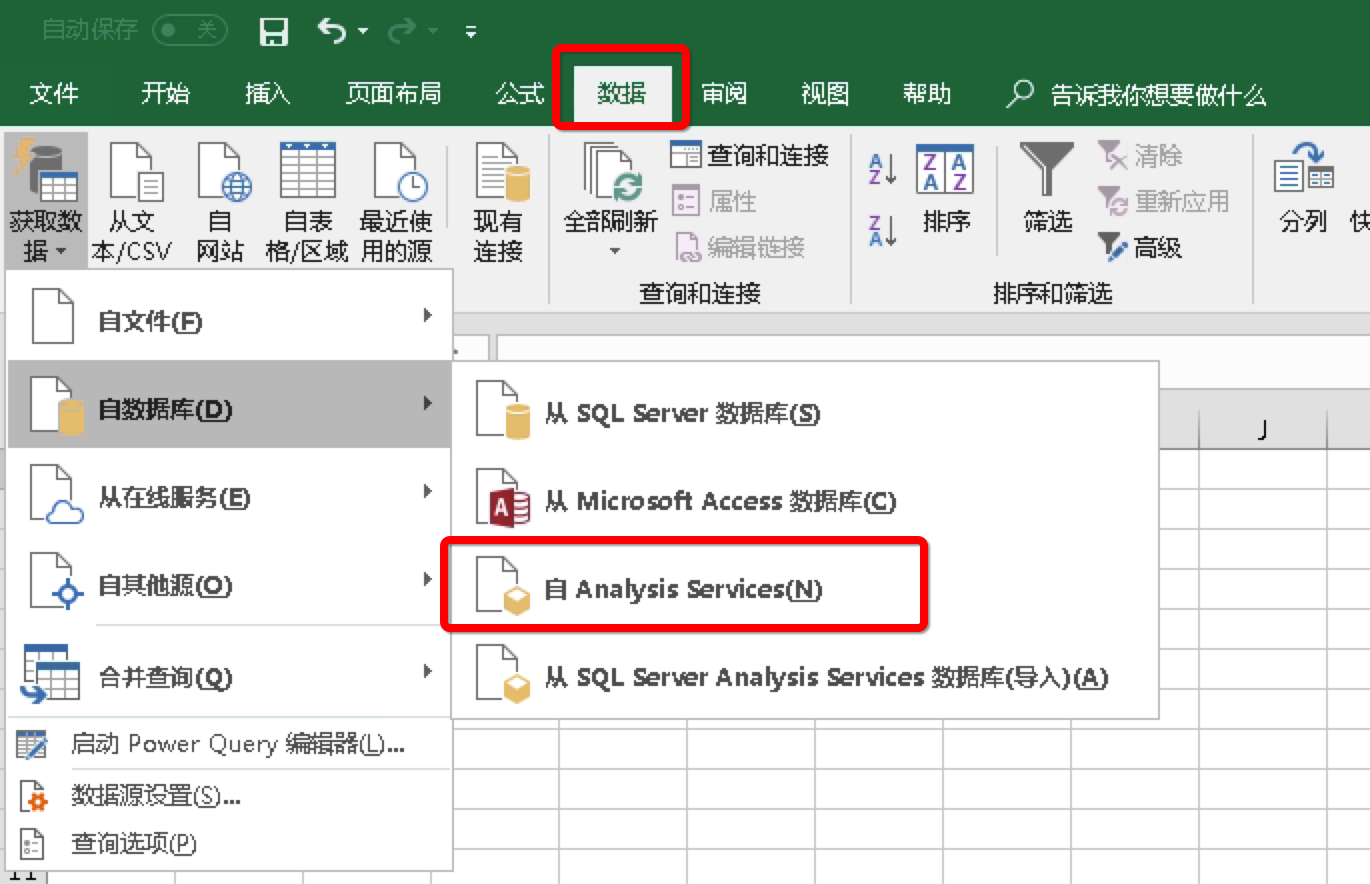 自动保存 关
文件 开始 插入 页面布局 公式 数据 审阅 视图 帮助 告诉我你想要做什么
获取数据
从文本/CSV
自网站
自表格/区域
最近使用的源
现有连接
全部刷新
查询和连接
属性
编辑链接
查询和连接
A Z
Z A
Z A A Z
排序
筛选
清除
重新应用
高级
排序和筛选
分列
自文件(F)
自数据库(D)
从在线服务(E)
自其他源(O)
合并查询(Q)
启动 Power Query 编辑器(L)...
数据源设置(S)...
查询选项(P)
从 SQL Server 数据库(S)
A
从 Microsoft Access 数据库(C)
自 Analysis Services(N)
从 SQL Server Analysis Services 数据库(导入)(A)
J
11